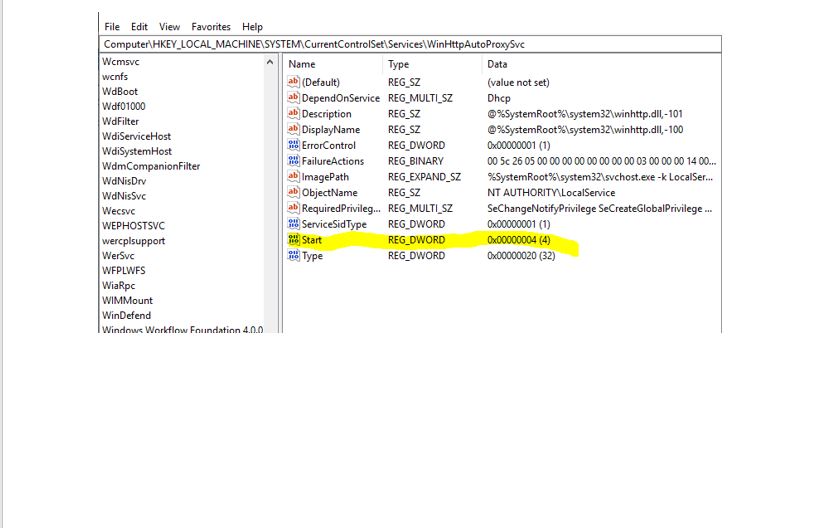 File Edit View Favorites Help
Computer\HKEY_LOCAL_MACHINE\SYSTEM\CurrentControlSet\Services\WinHttpAutoProxySvc
Wcmsvc
wcnfs
WdBoot
Wdf01000
WdFilter
WdiServiceHost
WdiSystemHost
WdmCompanionFilter
WdNisDrv
WdNisSvc
Wecsvc
WEPHOSTSVC
wercplsupport
WerSvc
WFPLWFS
WiaRpc
WIMMount
WinDefend
Windows Workflow Foundation 4.0.0
Name Type Data
(Default) REG_SZ (value not set)
DependOnService REG_MULTI_SZ Dhcp
Description REG_SZ @%SystemRoot%\system32\winhttp.dll,-101
DisplayName REG_SZ @%SystemRoot%\system32\winhttp.dll,-100
ErrorControl REG_DWORD 0x00000001 (1)
FailureActions REG_BINARY 00 5c 26 05 00 00 00 00 00 00 00 00 03 00 00 00 14 00...
ImagePath REG_EXPAND_SZ %SystemRoot%\system32\svchost.exe -k LocalSer...
ObjectName REG_SZ NT AUTHORITY\LocalService
RequiredPrivileg... REG_MULTI_SZ SeChangeNotifyPrivilege SeCreateGlobalPrivilege ...
ServiceSidType REG_DWORD 0x00000001 (1)
Start REG_DWORD 0x00000004 (4)
Type REG_DWORD 0x00000020 (32)